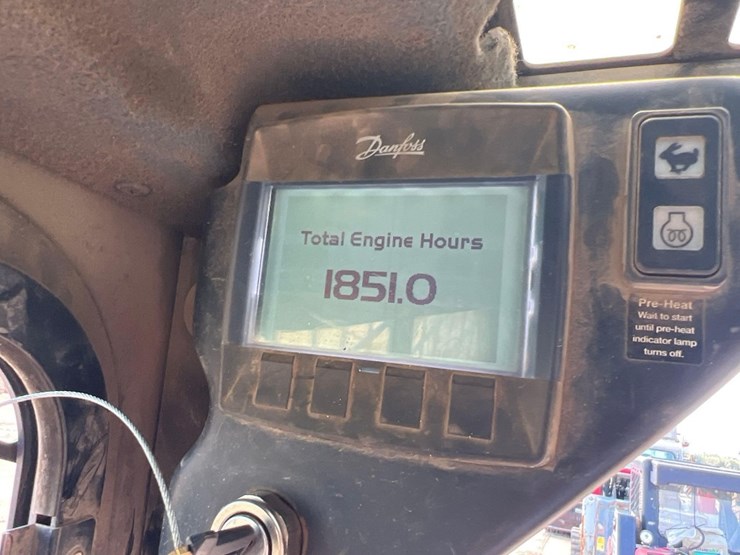 Danfoss
Total Engine Hours
1851.0
Pre-Heat
Wait to start
until pre-heat
indicator lamp
turns off.